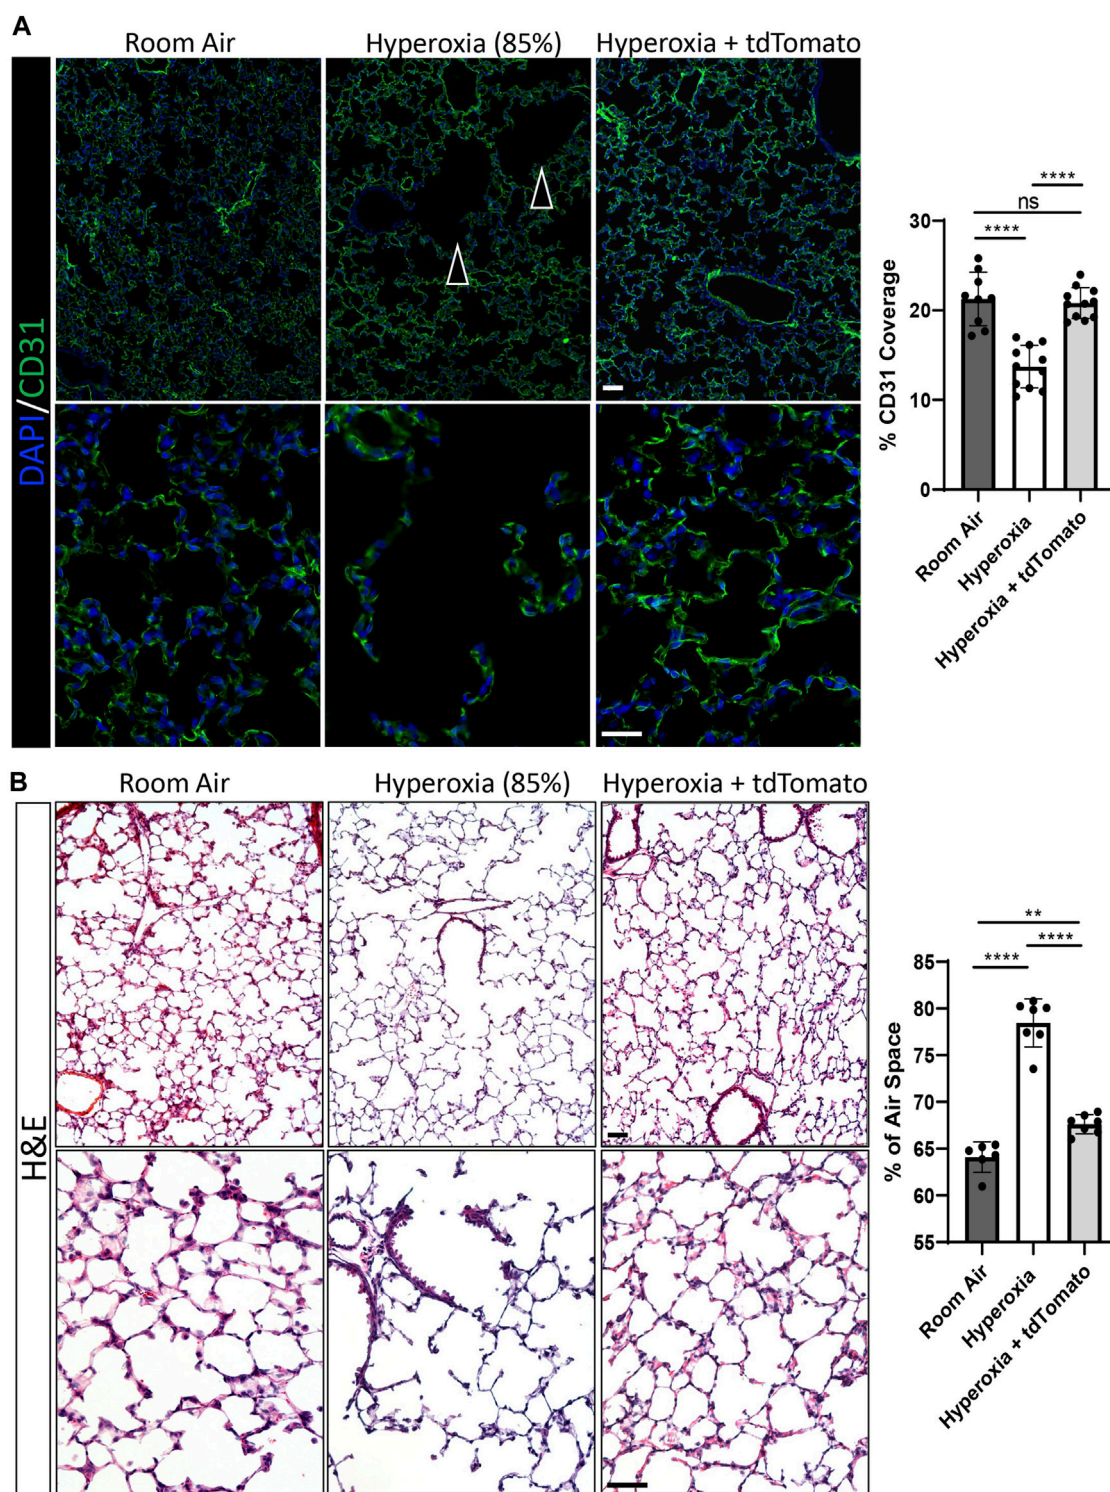 A
Room Air
Hyperoxia (85%)
Hyperoxia + tdTomato
DAPI/CD31
****
ns
****
30
20
10
0
% CD31 Coverage
Room Air
Hyperoxia
Hyperoxia + tdTomato
B
Room Air
Hyperoxia (85%)
Hyperoxia + tdTomato
H&E
**
****
****
85
80
75
70
65
60
55
% of Air Space
Room Air
Hyperoxia
Hyperoxia + tdTomato